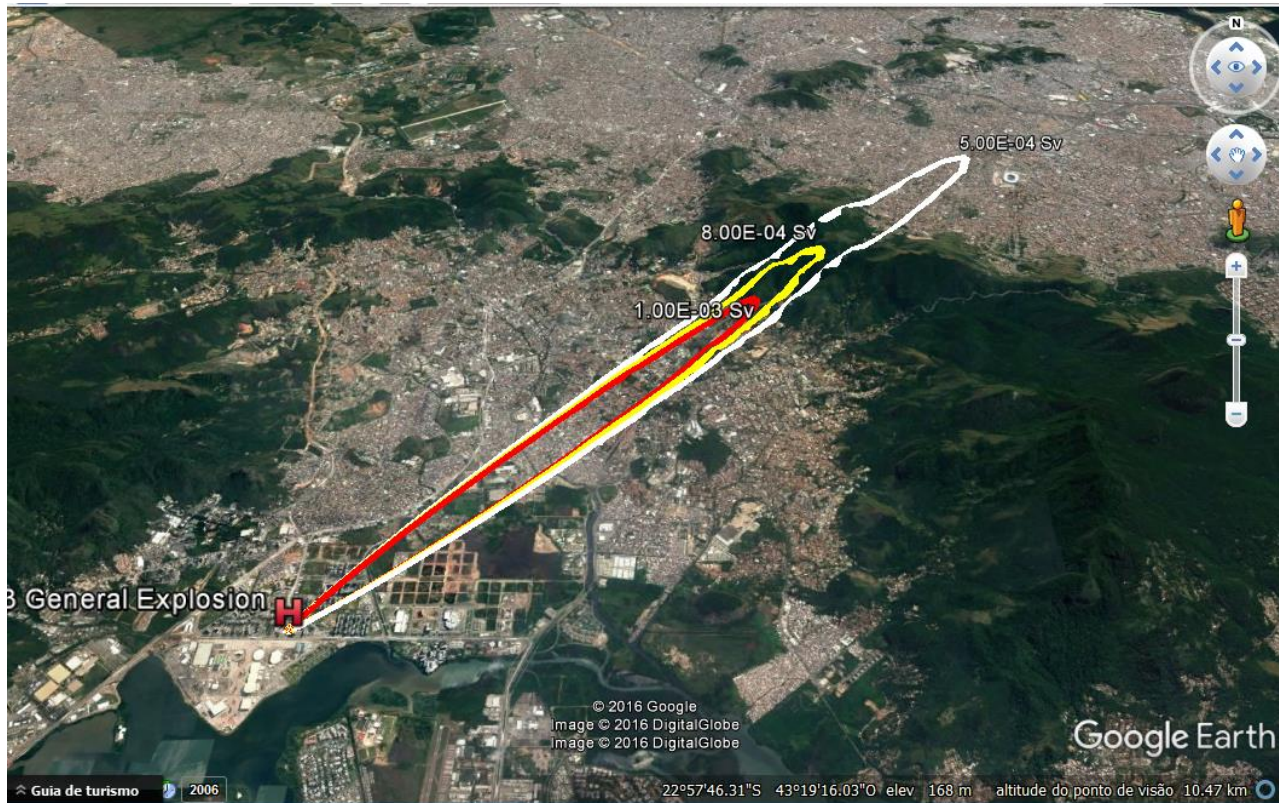 N
5.00E-04 Sv
8.00E-04 Sv
1.00E-03 Sv
General Explosion
H
© 2016 Google
Image © 2016 DigitalGlobe
Image © 2016 DigitalGlobe
Google Earth
Guia de turismo
2006
22°57'46.31"S 43°19'16.03"O elev 168 m altitude do ponto de visão 10.47 km